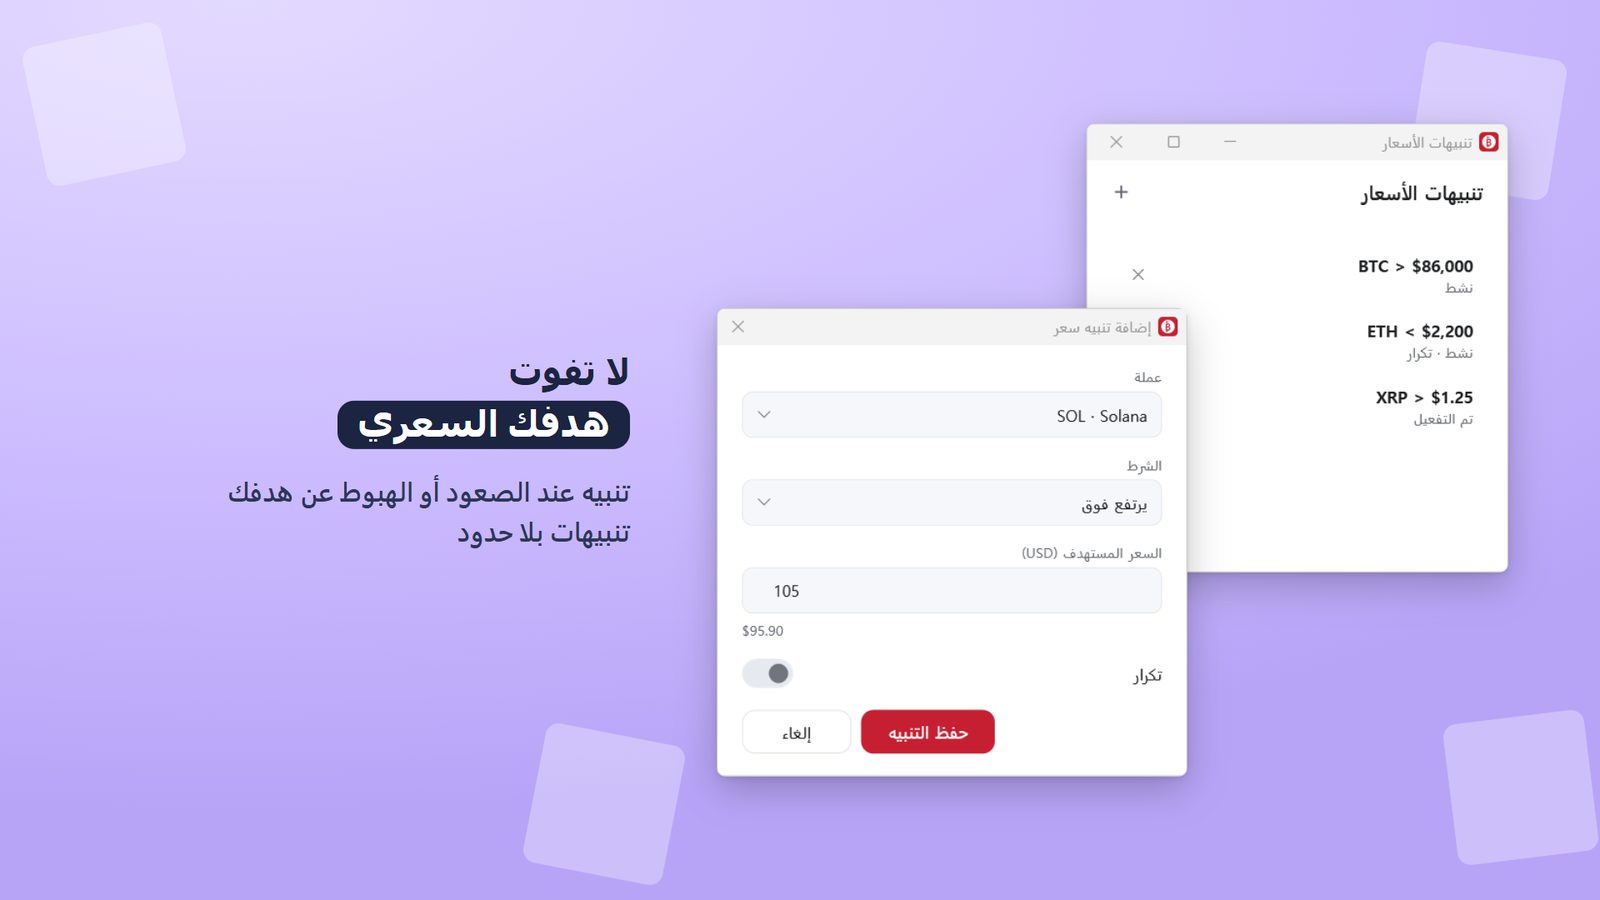 تنبيهات الأسعار
تنبيهات الأسعار
BTC > $86,000
نشط
ETH < $2,200
نشط · تكرار
XRP > $1.25
تم التفعيل
إضافة تنبيه سعر
عملة
SOL · Solana
الشرط
يرتفع فوق
السعر المستهدف (USD)
105
$95.90
تكرار
حفظ التنبيه
إلغاء
لا تفوت
هدفك السعري
تنبيه عند الصعود أو الهبوط عن هدفك
تنبيهات بلا حدود